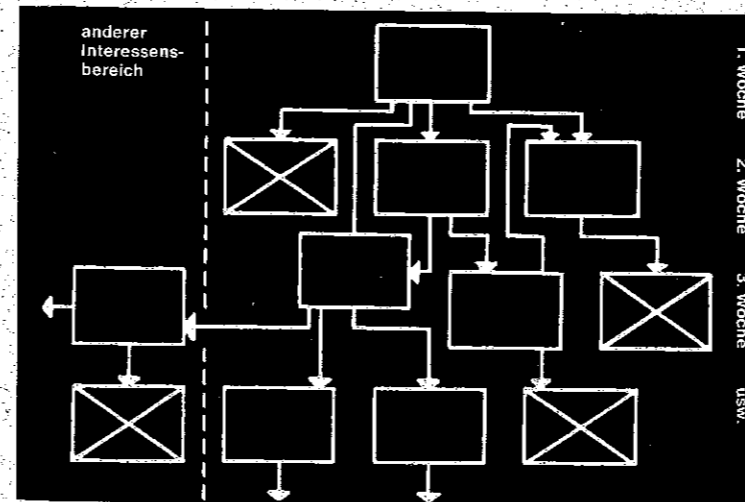 anderer
Interessens-
bereich
1. Woche
2. Woche
3. Woche
usw.